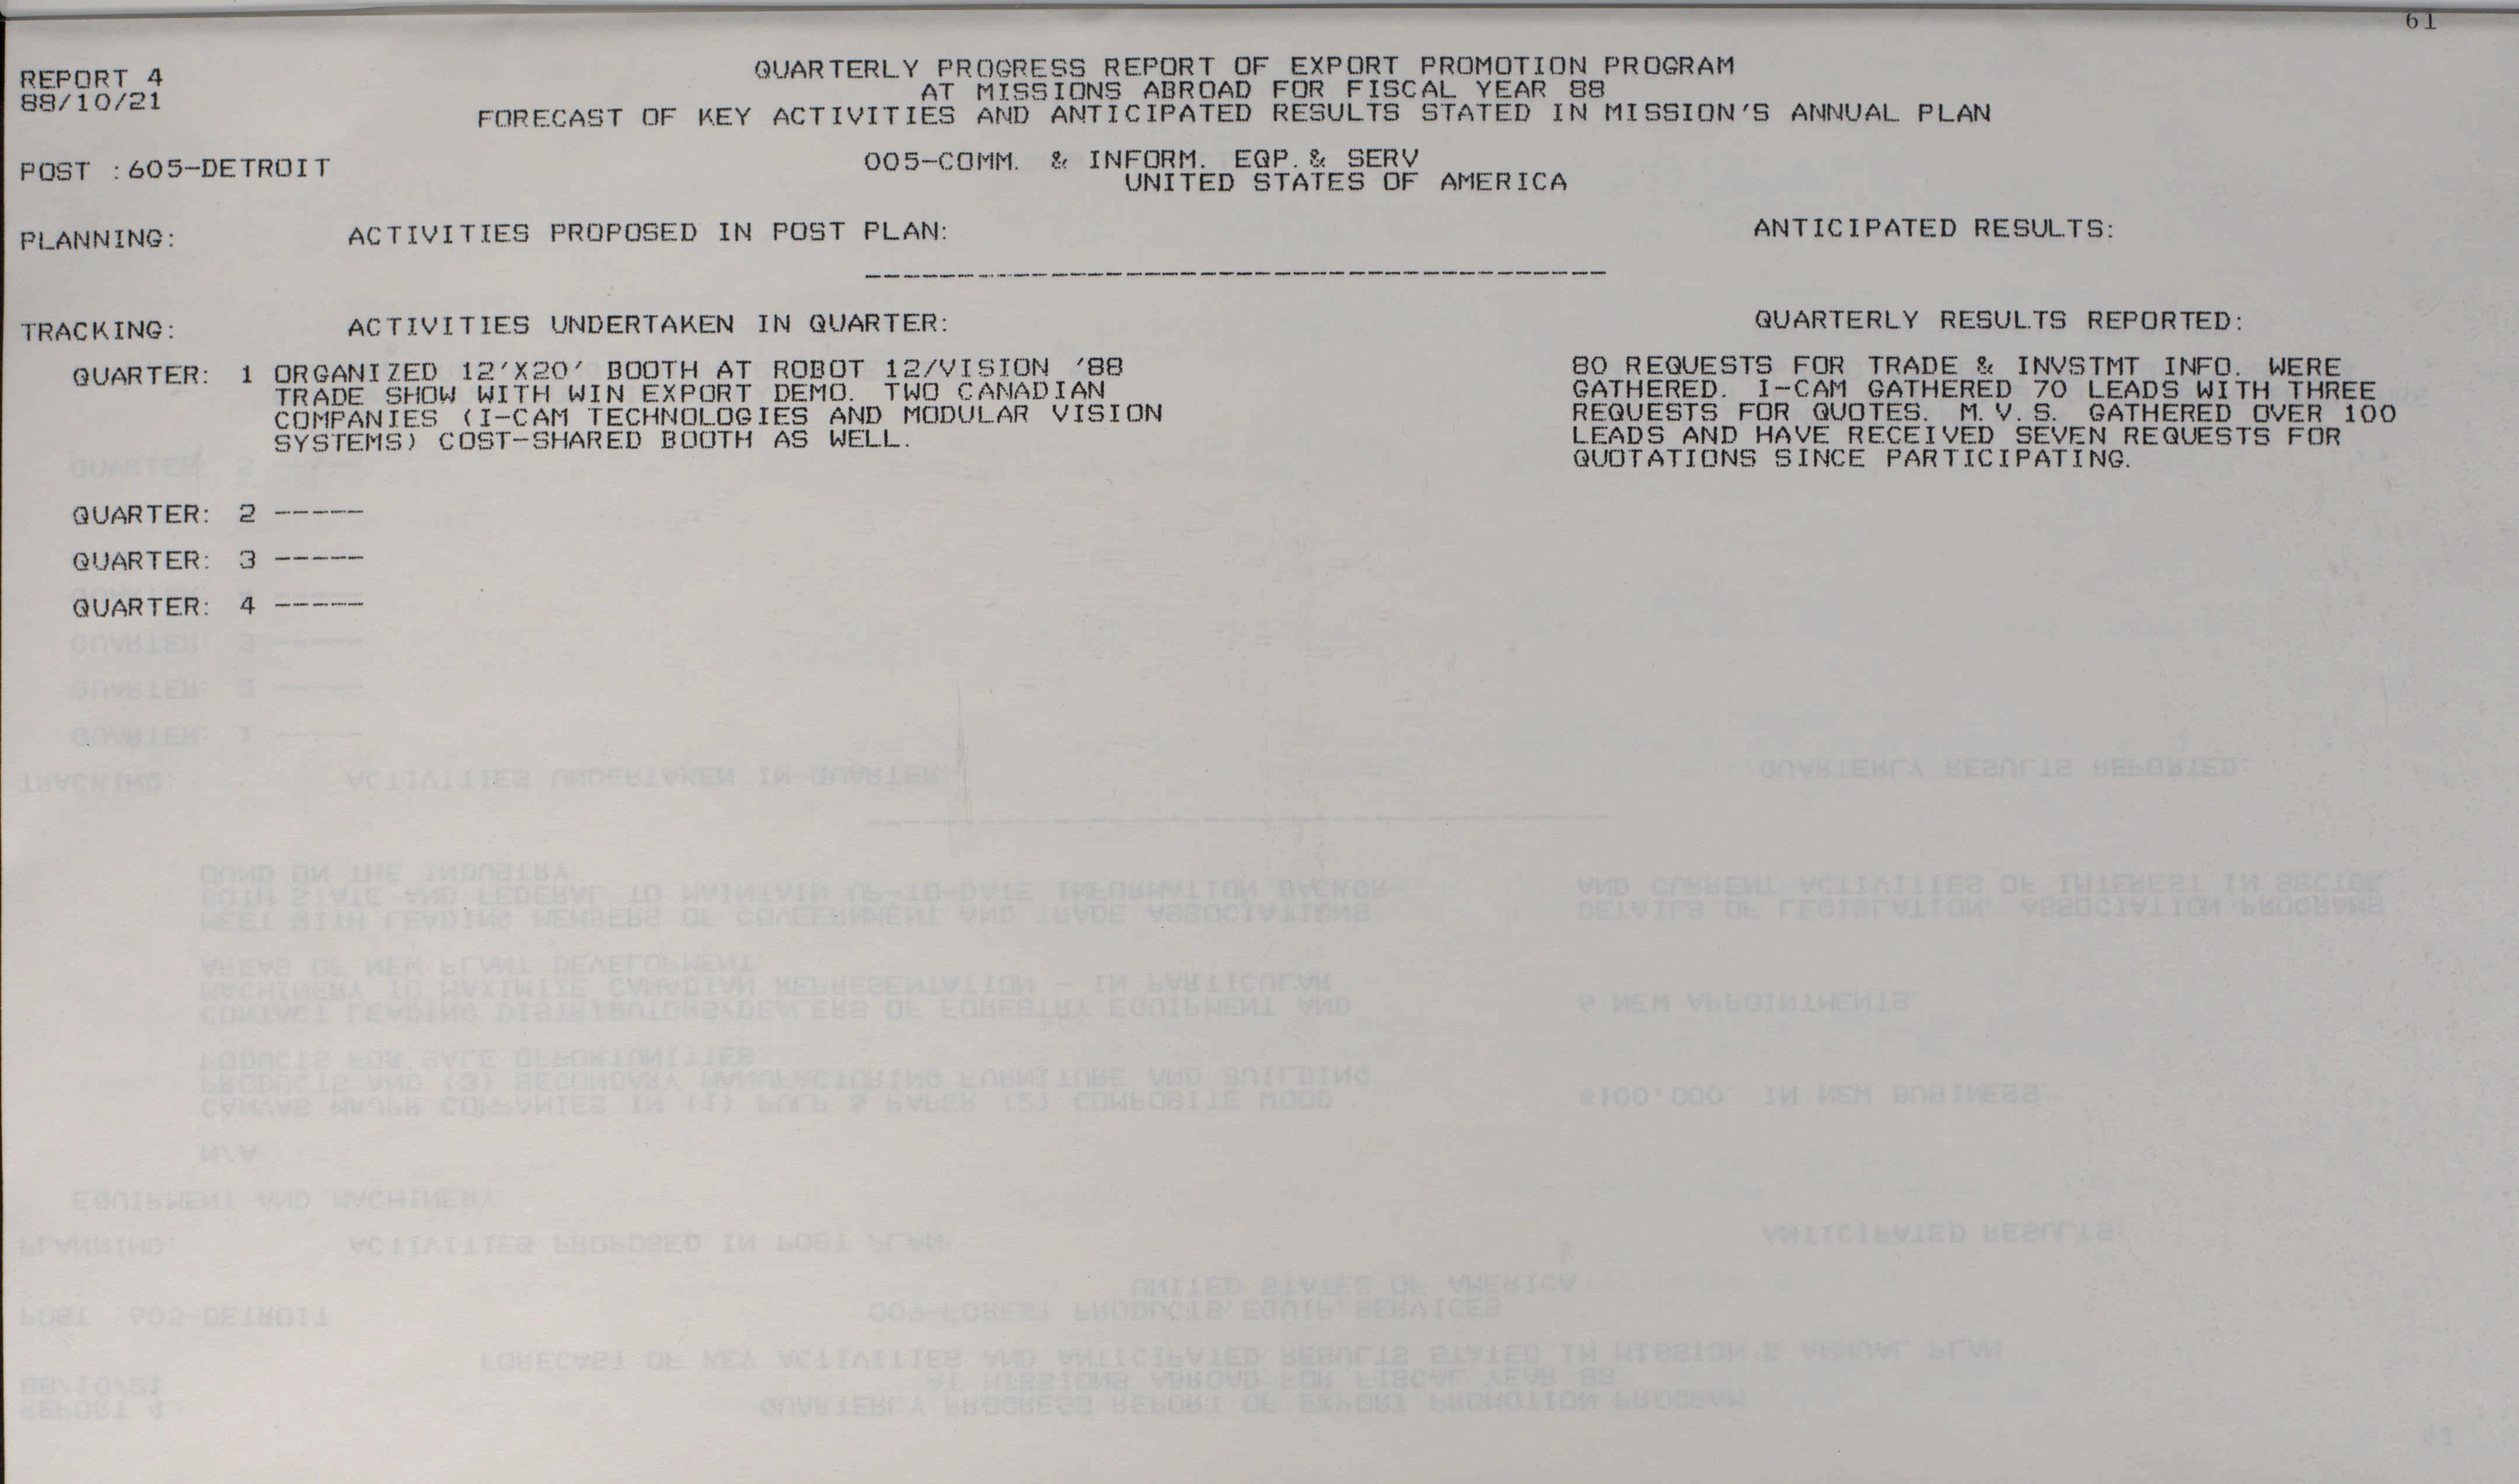 61
REPORT 4
88/10/21
QUARTERLY PROGRESS REPORT OF EXPORT PROMOTION PROGRAM
AT MISSIONS ABROAD FOR FISCAL YEAR 88
FORECAST OF KEY ACTIVITIES AND ANTICIPATED RESULTS STATED IN MISSION'S ANNUAL PLAN
POST :605-DETROIT
005-COMM. & INFORM. EQP.& SERV
UNITED STATES OF AMERICA
PLANNING: ACTIVITIES PROPOSED IN POST PLAN: ANTICIPATED RESULTS:
----------------------------------------
TRACKING: ACTIVITIES UNDERTAKEN IN QUARTER: QUARTERLY RESULTS REPORTED:
QUARTER: 1 ORGANIZED 12'X20' BOOTH AT ROBOT 12/VISION '88
TRADE SHOW WITH WIN EXPORT DEMO. TWO CANADIAN
COMPANIES (I-CAM TECHNOLOGIES AND MODULAR VISION
SYSTEMS) COST-SHARED BOOTH AS WELL.
80 REQUESTS FOR TRADE & INVSTMT INFO. WERE
GATHERED. I-CAM GATHERED 70 LEADS WITH THREE
REQUESTS FOR QUOTES. M.V.S. GATHERED OVER 100
LEADS AND HAVE RECEIVED SEVEN REQUESTS FOR
QUOTATIONS SINCE PARTICIPATING.
QUARTER: 2 -----
QUARTER: 3 -----
QUARTER: 4 -----